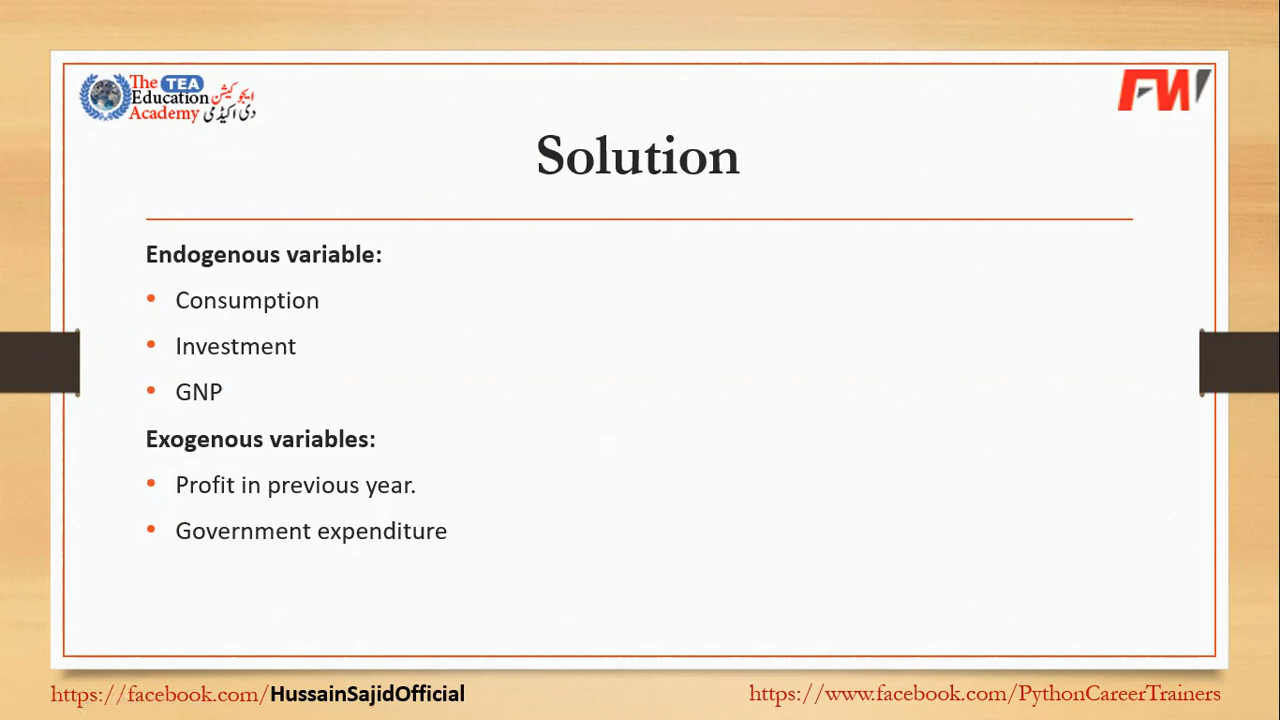 The TEA
Education ایجوکیشن
Academy دی اکیڈمی
FW
Solution
Endogenous variable:
• Consumption
• Investment
• GNP
Exogenous variables:
• Profit in previous year.
• Government expenditure
https://facebook.com/HussainSajidOfficial
https://www.facebook.com/PythonCareerTrainers